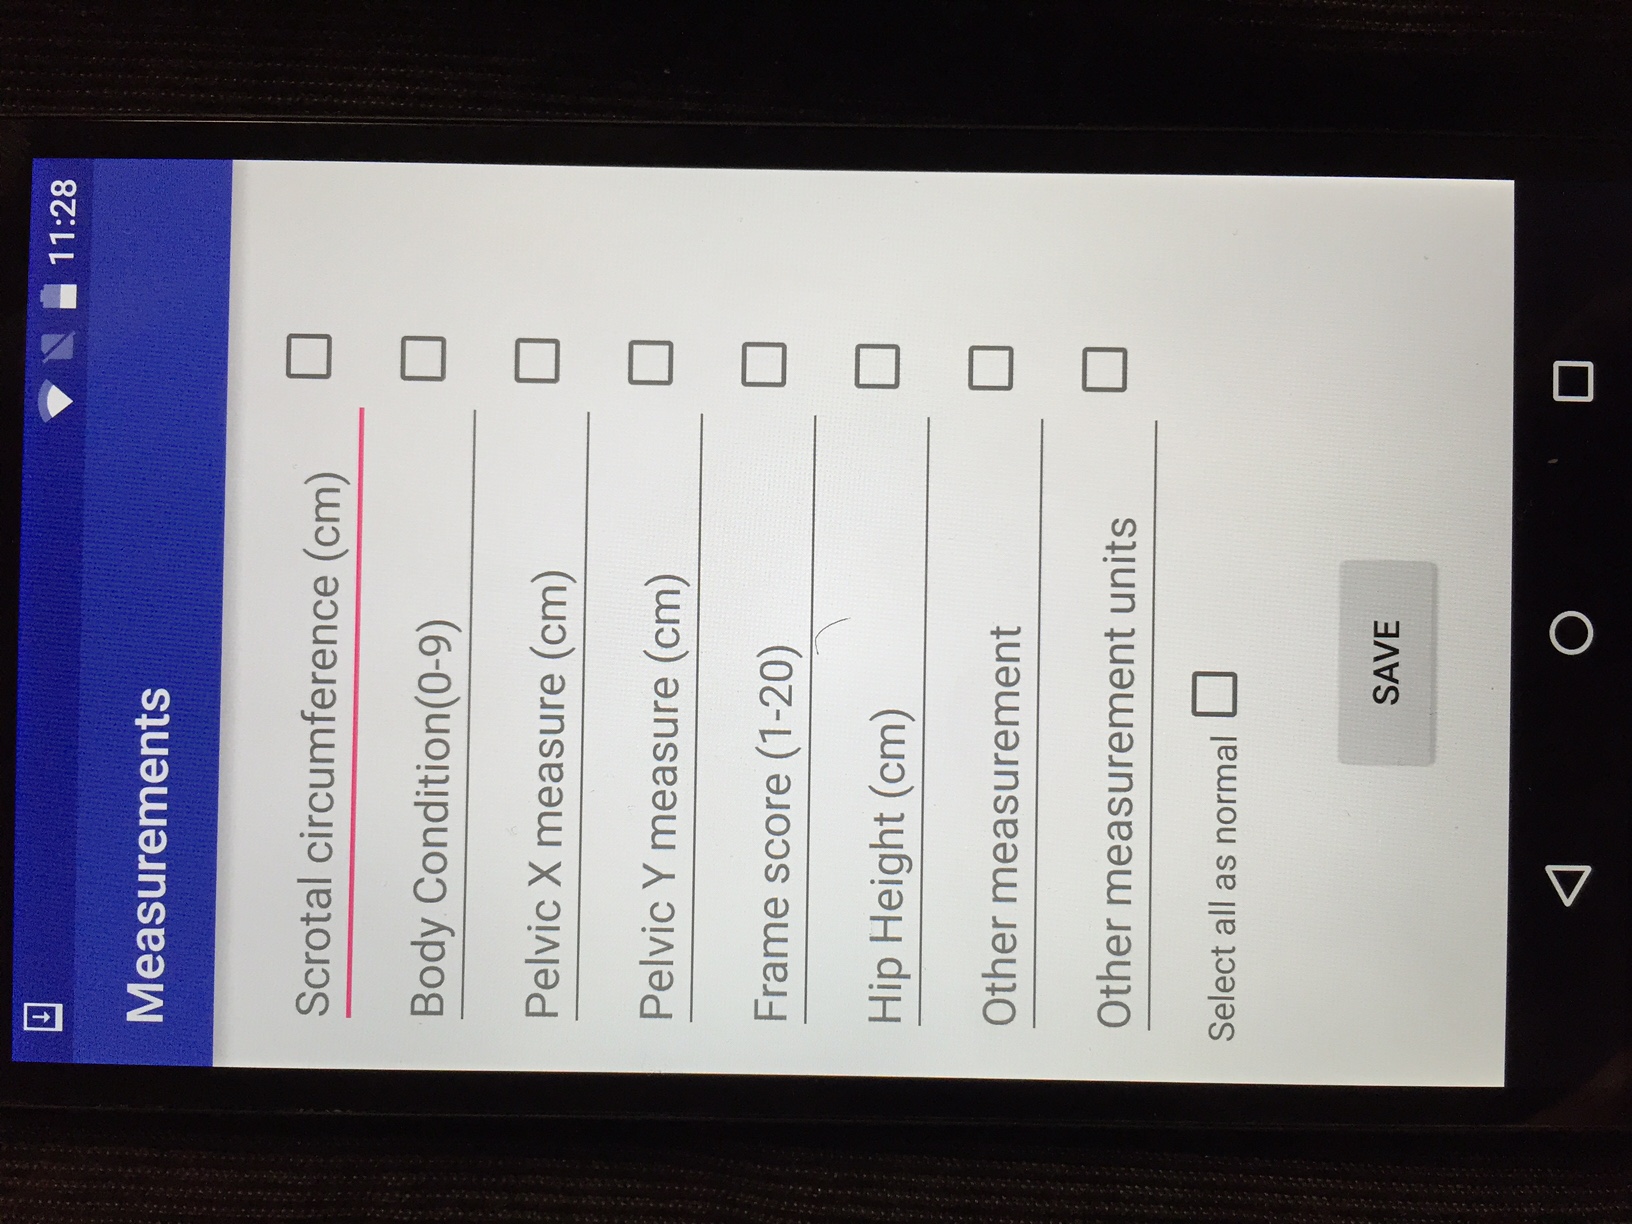 11:28
Measurements
Scrotal circumference (cm)
Body Condition(0-9)
Pelvic X measure (cm)
Pelvic Y measure (cm)
Frame score (1-20)
Hip Height (cm)
Other measurement
Other measurement units
Select all as normal
SAVE